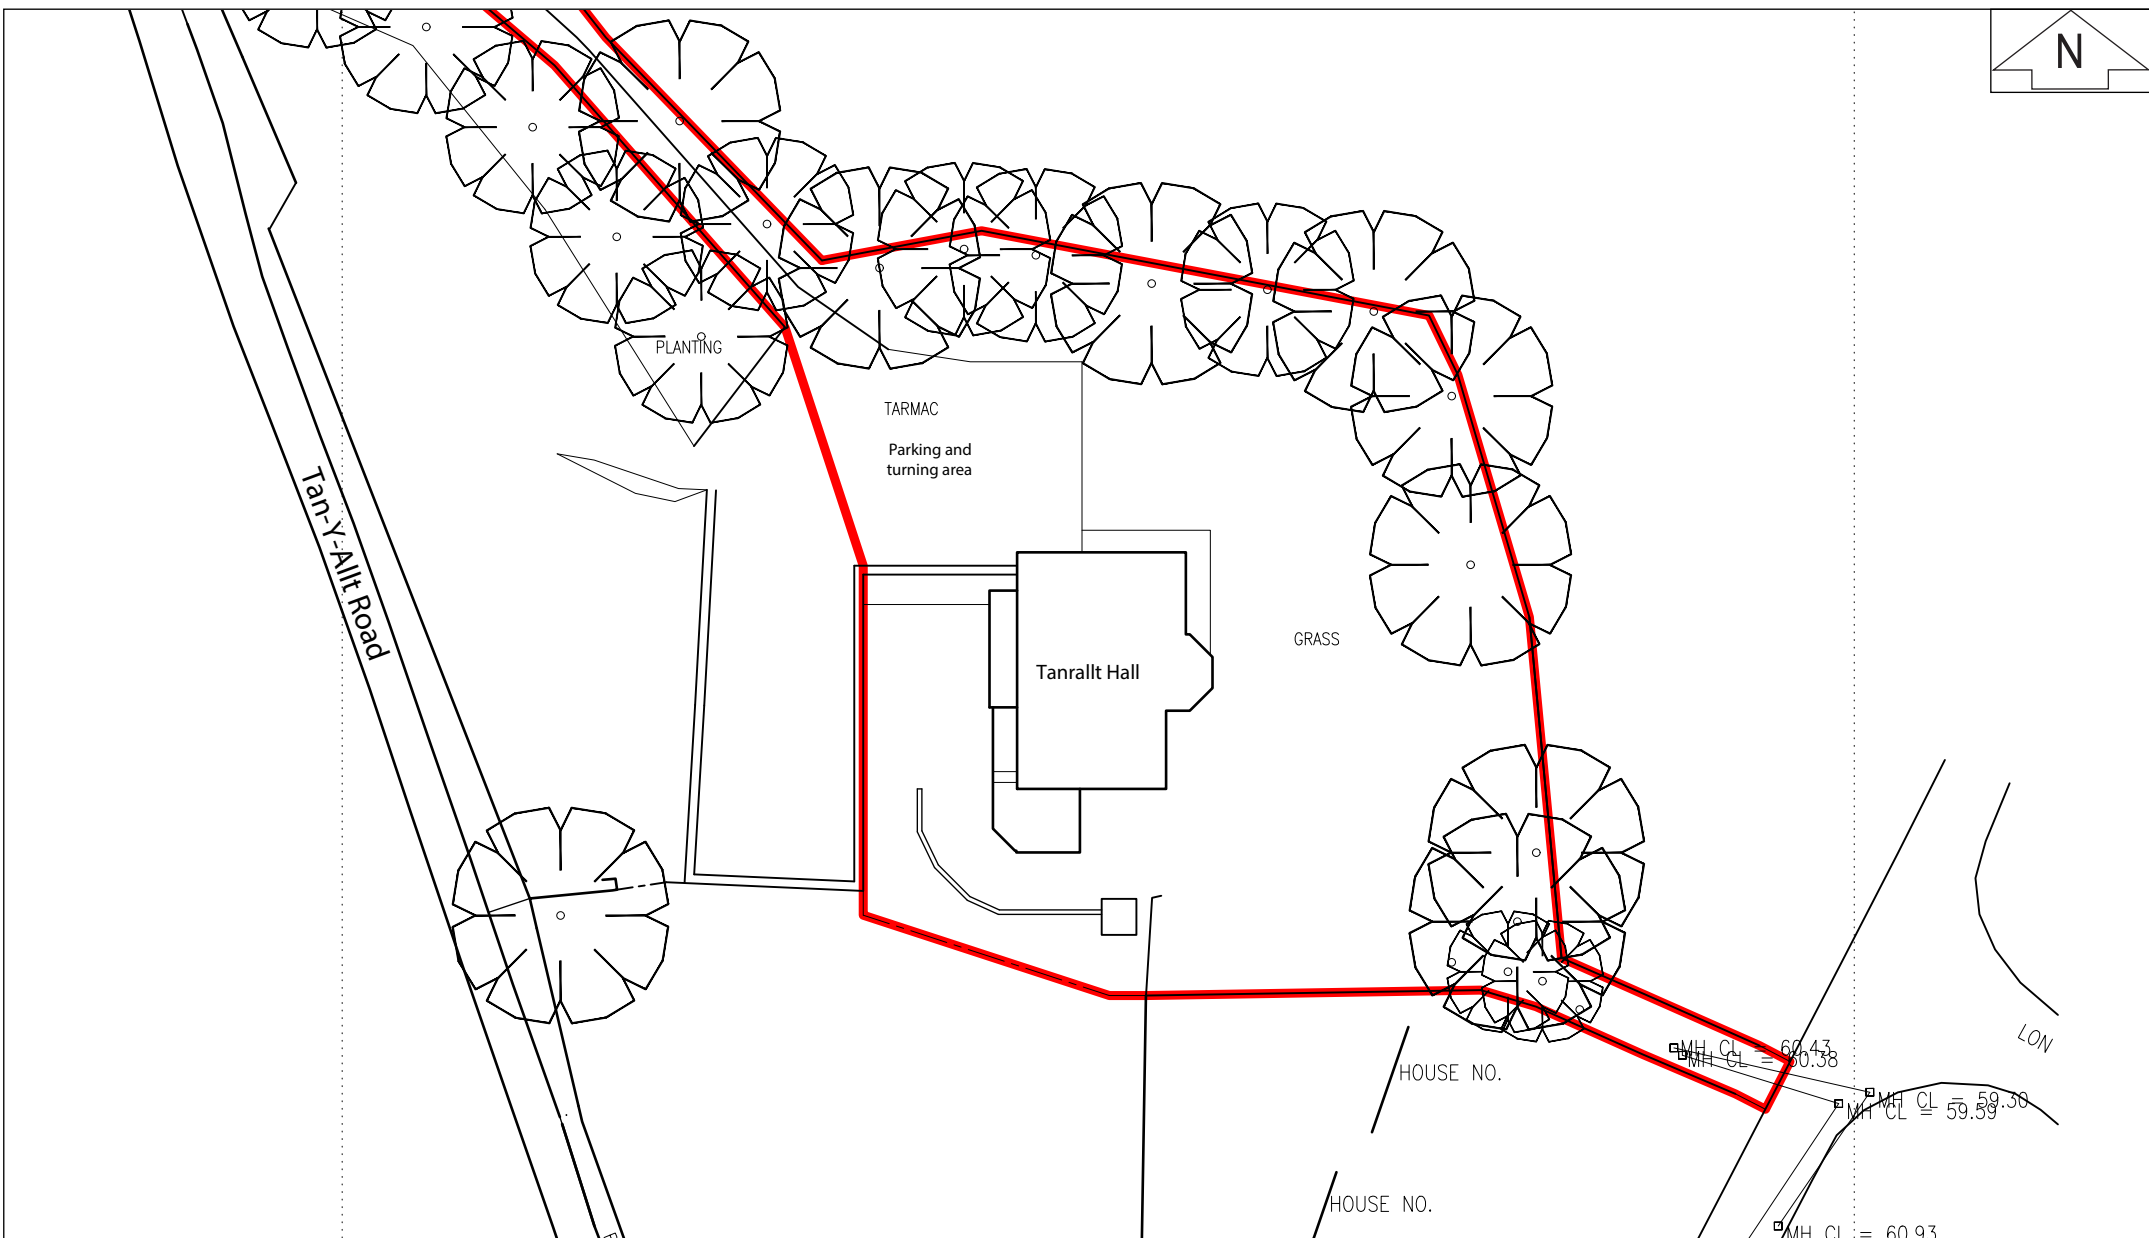 N
PLANTING
TARMAC
Parking and
turning area
Tan-Y-Allt Road
GRASS
Tanrallt Hall
LON
MH CL = 60.43
MH CL = 60.38
HOUSE NO.
MH CL = 59.30
MH CL = 59.59
HOUSE NO.
MH CL = 60.93